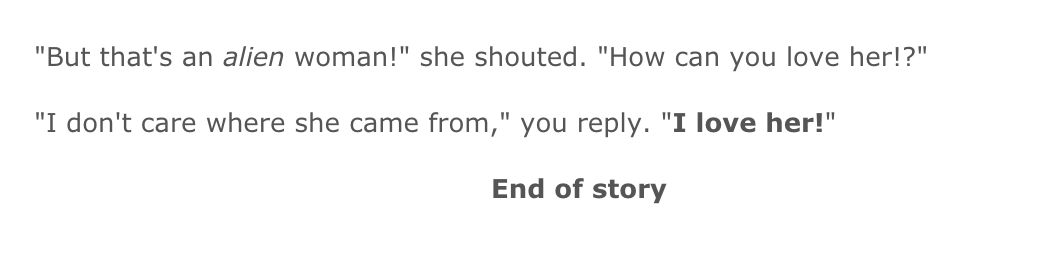 "But that's an alien woman!" she shouted. "How can you love her!?"
"I don't care where she came from," you reply. "I love her!"
End of story